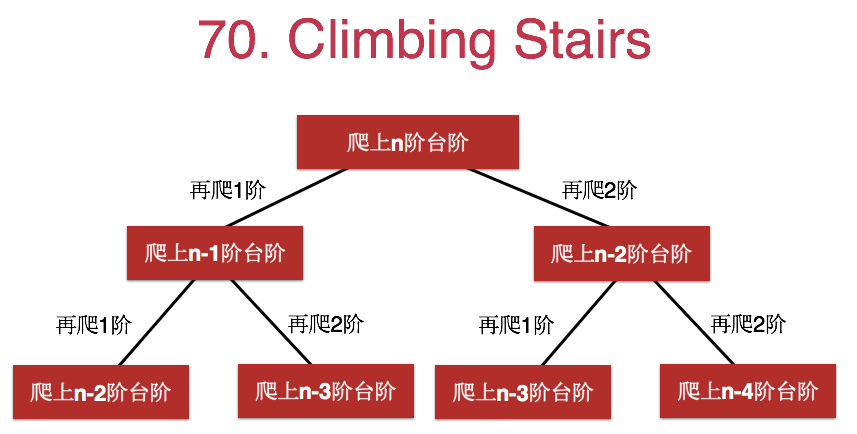 70. Climbing Stairs
爬上n阶台阶
再爬1阶
再爬2阶
爬上n-1阶台阶
爬上n-2阶台阶
再爬1阶
再爬2阶
再爬1阶
再爬2阶
爬上n-2阶台阶
爬上n-3阶台阶
爬上n-3阶台阶
爬上n-4阶台阶